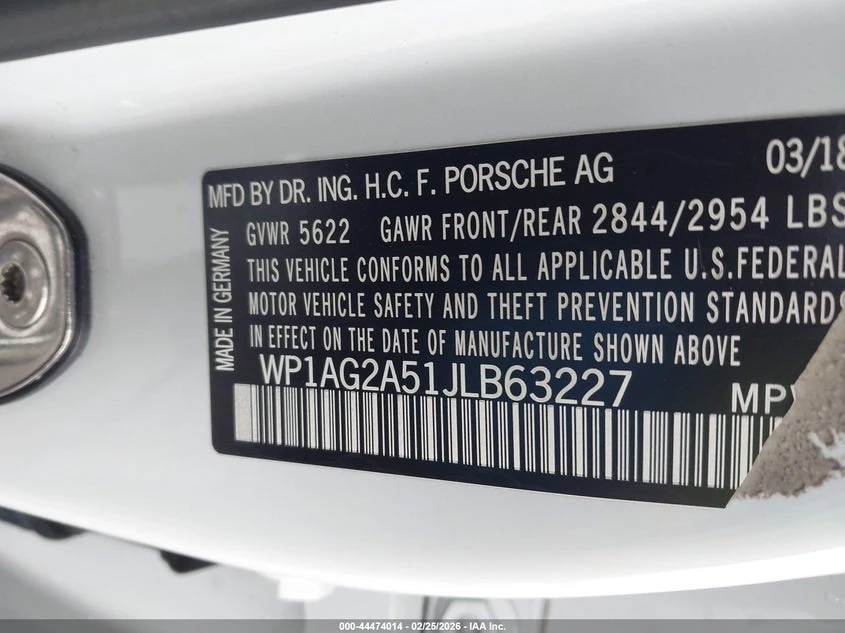 MFD BY DR. ING. H.C. F. PORSCHE AG 03/18
GVWR 5622 GAWR FRONT/REAR 2844/2954 LBS
THIS VEHICLE CONFORMS TO ALL APPLICABLE U.S.FEDERAL
MOTOR VEHICLE SAFETY AND THEFT PREVENTION STANDARDS
IN EFFECT ON THE DATE OF MANUFACTURE SHOWN ABOVE
WP1AG2A51JLB63227 MPV
MADE IN GERMANY
000-44474014 - 02/25/2026 - IAA Inc.